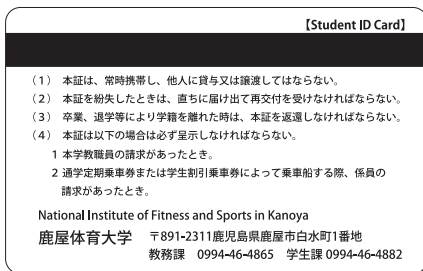 【Student ID Card】
（1） 本証は、常時携帯し、他人に貸与又は譲渡してはならない。
（2） 本証を紛失したときは、直ちに届け出て再交付を受けなければならない。
（3） 卒業、退学等により学籍を離れた時は、本証を返還しなければならない。
（4） 本証は以下の場合は必ず呈示しなければならない。
1 本学教職員の請求があったとき。
2 通学定期乗車券または学生割引乗車券によって乗車船する際、係員の
請求があったとき。
National Institute of Fitness and Sports in Kanoya
鹿屋体育大学 〒891-2311鹿児島県鹿屋市白水町1番地
教務課 0994-46-4865 学生課 0994-46-4882